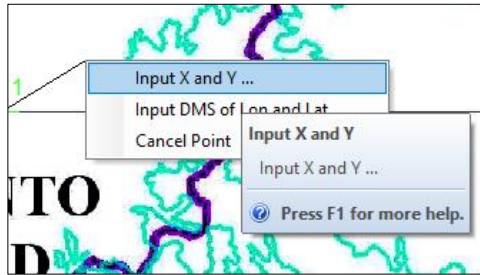 1
Input X and Y ...
Input DMS of Lon and Lat
Cancel Point
Input X and Y
Input X and Y ...
Press F1 for more help.
NTO
D